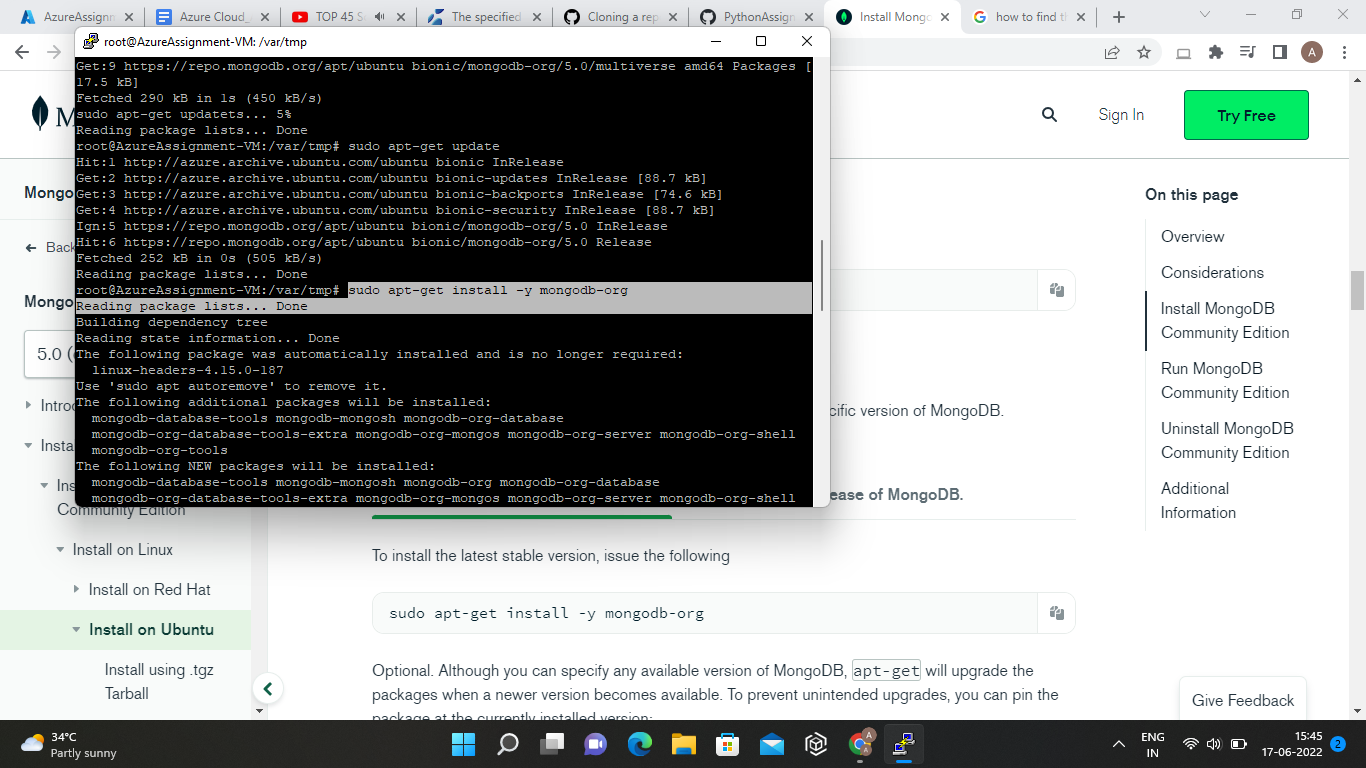 AzureAssignm
Azure Cloud_
TOP 45 S
The specified
Cloning a rep
PythonAssign
Install Mongo
how to find t
A
root@AzureAssignment-VM: /var/tmp
Get:9 https://repo.mongodb.org/apt/ubuntu bionic/mongodb-org/5.0/multiverse amd64 Packages [
17.5 kB]
Fetched 290 kB in 1s (450 kB/s)
sudo apt-get updatets... 5%
Reading package lists... Done
root@AzureAssignment-VM:/var/tmp# sudo apt-get update
Hit:1 http://azure.archive.ubuntu.com/ubuntu bionic InRelease
Get:2 http://azure.archive.ubuntu.com/ubuntu bionic-updates InRelease [88.7 kB]
Get:3 http://azure.archive.ubuntu.com/ubuntu bionic-backports InRelease [74.6 kB]
Get:4 http://azure.archive.ubuntu.com/ubuntu bionic-security InRelease [88.7 kB]
Ign:5 https://repo.mongodb.org/apt/ubuntu bionic/mongodb-org/5.0 InRelease
Hit:6 https://repo.mongodb.org/apt/ubuntu bionic/mongodb-org/5.0 Release
Fetched 252 kB in 0s (505 kB/s)
Reading package lists... Done
root@AzureAssignment-VM:/var/tmp# sudo apt-get install -y mongodb-org
Reading package lists... Done
Building dependency tree
Reading state information... Done
The following package was automatically installed and is no longer required:
linux-headers-4.15.0-187
Use 'sudo apt autoremove' to remove it.
The following additional packages will be installed:
mongodb-database-tools mongodb-mongosh mongodb-org-database
mongodb-org-database-tools-extra mongodb-org-mongos mongodb-org-server mongodb-org-shell
mongodb-org-tools
The following NEW packages will be installed:
mongodb-database-tools mongodb-mongosh mongodb-org mongodb-org-database
mongodb-org-database-tools-extra mongodb-org-mongos mongodb-org-server mongodb-org-shell
M
Sign In
Try Free
Mongo
Back
Mongo
5.0 (
Introd
Insta
Ins
Community Edition
Install on Linux
Install on Red Hat
Install on Ubuntu
Install using .tgz
Tarball
cific version of MongoDB.
ease of MongoDB.
To install the latest stable version, issue the following
sudo apt-get install -y mongodb-org
Optional. Although you can specify any available version of MongoDB, apt-get will upgrade the
packages when a newer version becomes available. To prevent unintended upgrades, you can pin the
package at the currently installed version:
On this page
Overview
Considerations
Install MongoDB
Community Edition
Run MongoDB
Community Edition
Uninstall MongoDB
Community Edition
Additional
Information
Give Feedback
34°C
Partly sunny
A
ENG
IN
15:45
17-06-2022
2